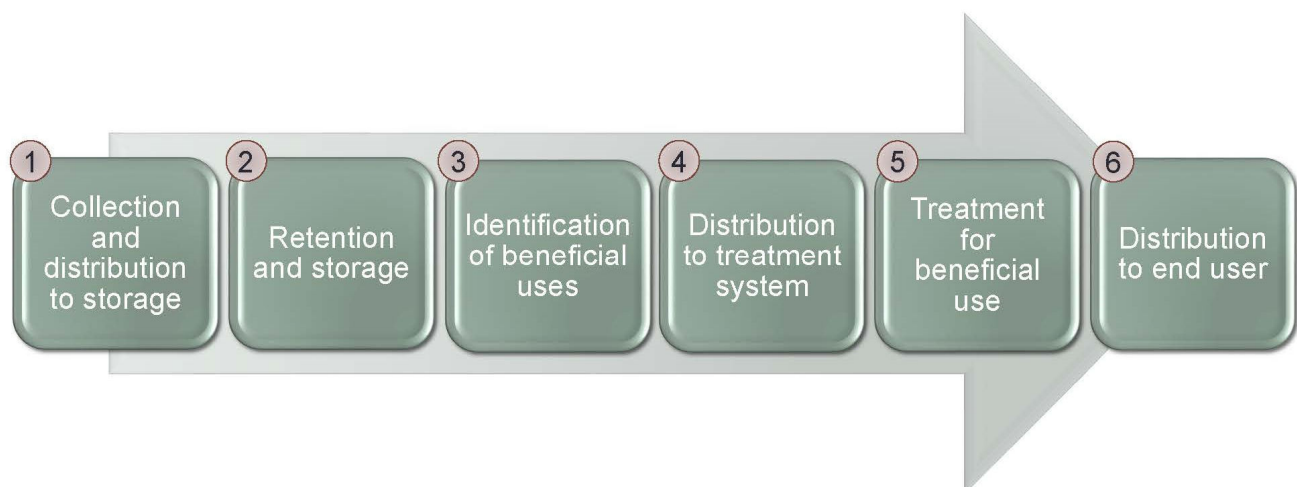 1
Collection
and
distribution
to storage
2
Retention
and storage
3
Identification
of beneficial
uses
4
Distribution
to treatment
system
5
Treatment
for
beneficial
use
6
Distribution
to end user